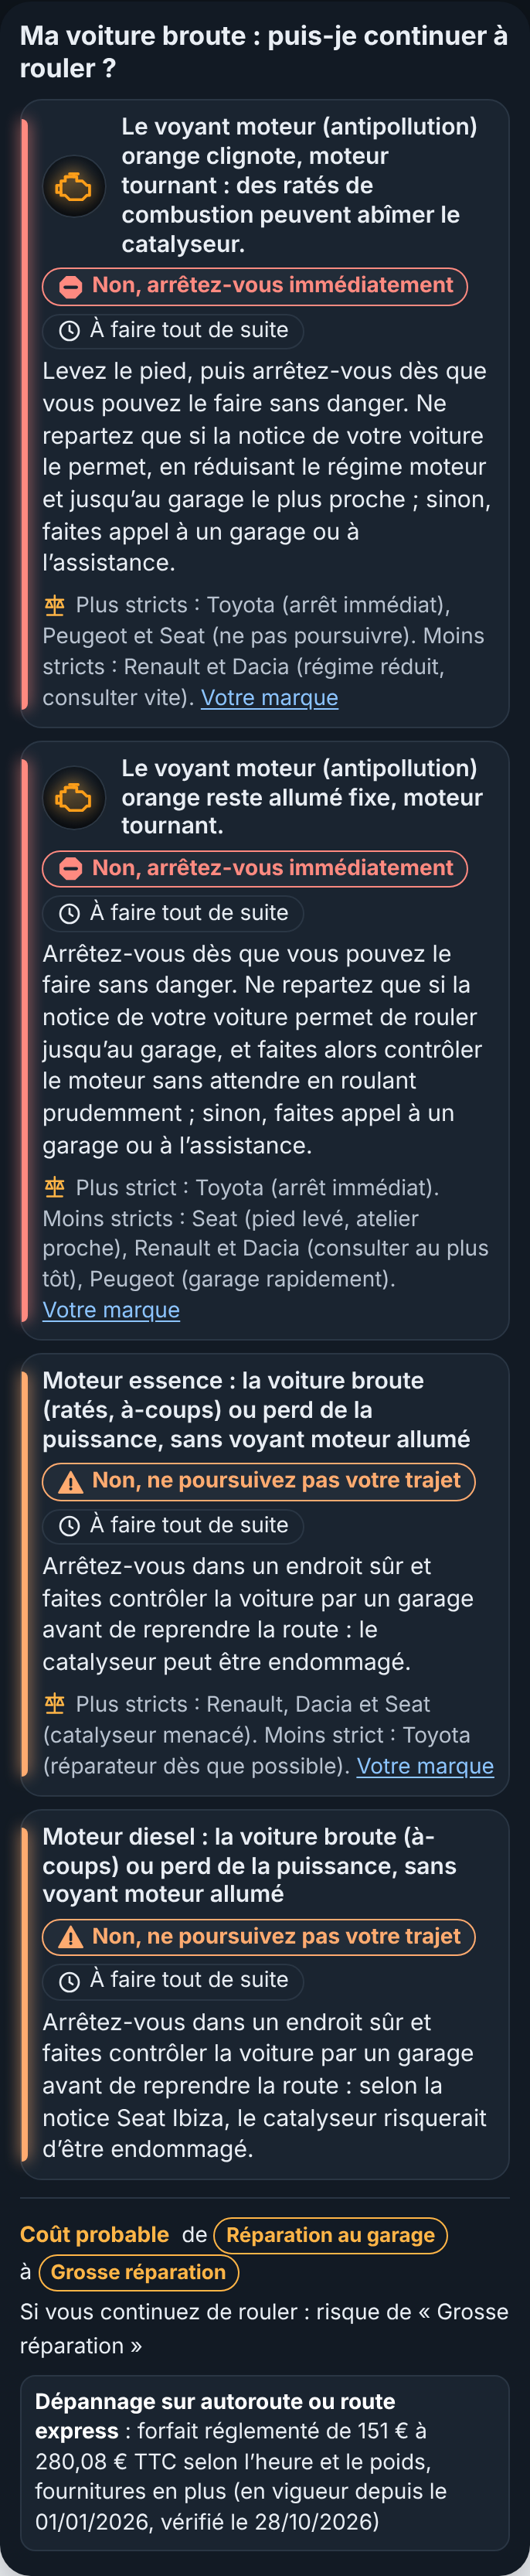 Ma voiture broute : puis-je continuer à
rouler ?
Le voyant moteur (antipollution)
orange clignote, moteur
tournant : des ratés de
combustion peuvent abîmer le
catalyseur.
Non, arrêtez-vous immédiatement
À faire tout de suite
Levez le pied, puis arrêtez-vous dès que
vous pouvez le faire sans danger. Ne
repartez que si la notice de votre voiture
le permet, en réduisant le régime moteur
et jusqu’au garage le plus proche ; sinon,
faites appel à un garage ou à
l’assistance.
Plus stricts : Toyota (arrêt immédiat),
Peugeot et Seat (ne pas poursuivre). Moins
stricts : Renault et Dacia (régime réduit,
consulter vite). Votre marque
Le voyant moteur (antipollution)
orange reste allumé fixe, moteur
tournant.
Non, arrêtez-vous immédiatement
À faire tout de suite
Arrêtez-vous dès que vous pouvez le
faire sans danger. Ne repartez que si la
notice de votre voiture permet de rouler
jusqu’au garage, et faites alors contrôler
le moteur sans attendre en roulant
prudemment ; sinon, faites appel à un
garage ou à l’assistance.
Plus strict : Toyota (arrêt immédiat).
Moins stricts : Seat (pied levé, atelier
proche), Renault et Dacia (consulter au plus
tôt), Peugeot (garage rapidement).
Votre marque
Moteur essence : la voiture broute
(ratés, à-coups) ou perd de la
puissance, sans voyant moteur allumé
Non, ne poursuivez pas votre trajet
À faire tout de suite
Arrêtez-vous dans un endroit sûr et
faites contrôler la voiture par un garage
avant de reprendre la route : le
catalyseur peut être endommagé.
Plus stricts : Renault, Dacia et Seat
(catalyseur menacé). Moins strict : Toyota
(réparateur dès que possible). Votre marque
Moteur diesel : la voiture broute (à-
coups) ou perd de la puissance, sans
voyant moteur allumé
Non, ne poursuivez pas votre trajet
À faire tout de suite
Arrêtez-vous dans un endroit sûr et
faites contrôler la voiture par un garage
avant de reprendre la route : selon la
notice Seat Ibiza, le catalyseur risquerait
d’être endommagé.
Coût probable de Réparation au garage
à Grosse réparation
Si vous continuez de rouler : risque de « Grosse
réparation »
Dépannage sur autoroute ou route
express : forfait réglementé de 151 € à
280,08 € TTC selon l’heure et le poids,
fournitures en plus (en vigueur depuis le
01/01/2026, vérifié le 28/10/2026)